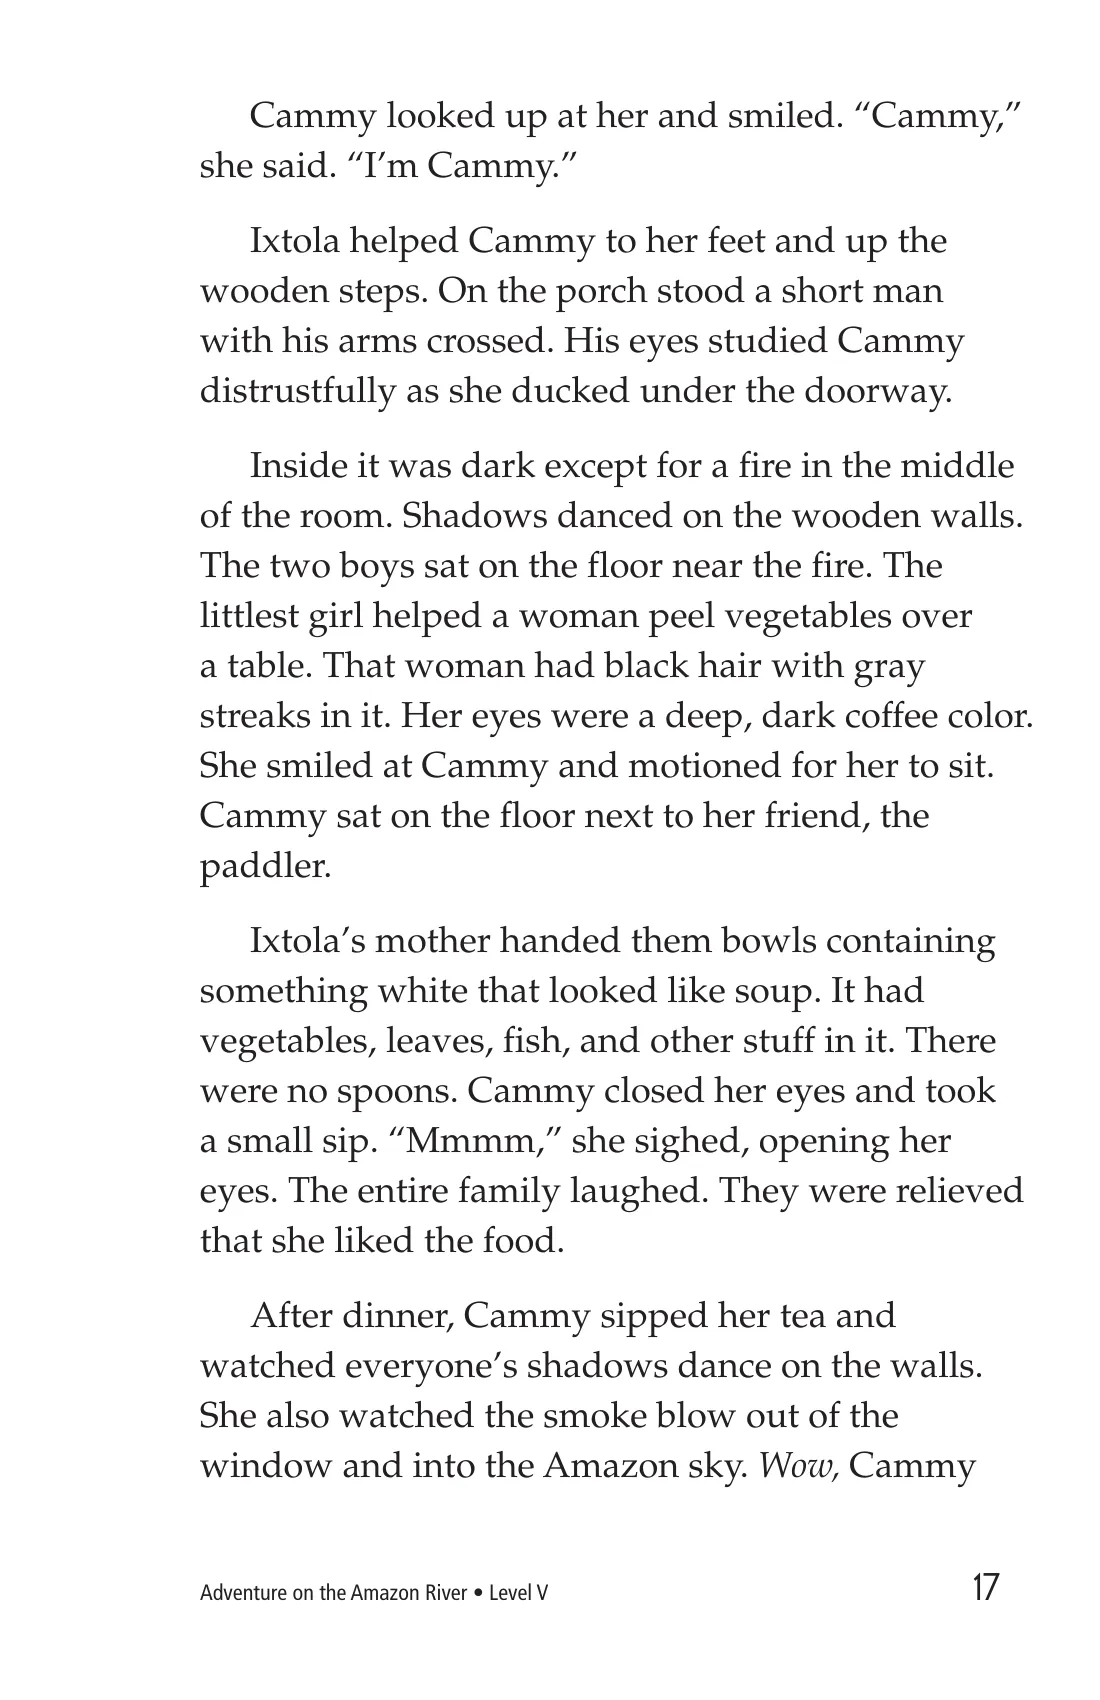 Cammy looked up at her and smiled. “Cammy,”
she said. “I’m Cammy.”
Ixtola helped Cammy to her feet and up the
wooden steps. On the porch stood a short man
with his arms crossed. His eyes studied Cammy
distrustfully as she ducked under the doorway.
Inside it was dark except for a fire in the middle
of the room. Shadows danced on the wooden walls.
The two boys sat on the floor near the fire. The
littlest girl helped a woman peel vegetables over
a table. That woman had black hair with gray
streaks in it. Her eyes were a deep, dark coffee color.
She smiled at Cammy and motioned for her to sit.
Cammy sat on the floor next to her friend, the
paddler.
Ixtola’s mother handed them bowls containing
something white that looked like soup. It had
vegetables, leaves, fish, and other stuff in it. There
were no spoons. Cammy closed her eyes and took
a small sip. “Mmmm,” she sighed, opening her
eyes. The entire family laughed. They were relieved
that she liked the food.
After dinner, Cammy sipped her tea and
watched everyone’s shadows dance on the walls.
She also watched the smoke blow out of the
window and into the Amazon sky. Wow, Cammy
Adventure on the Amazon River • Level V 17